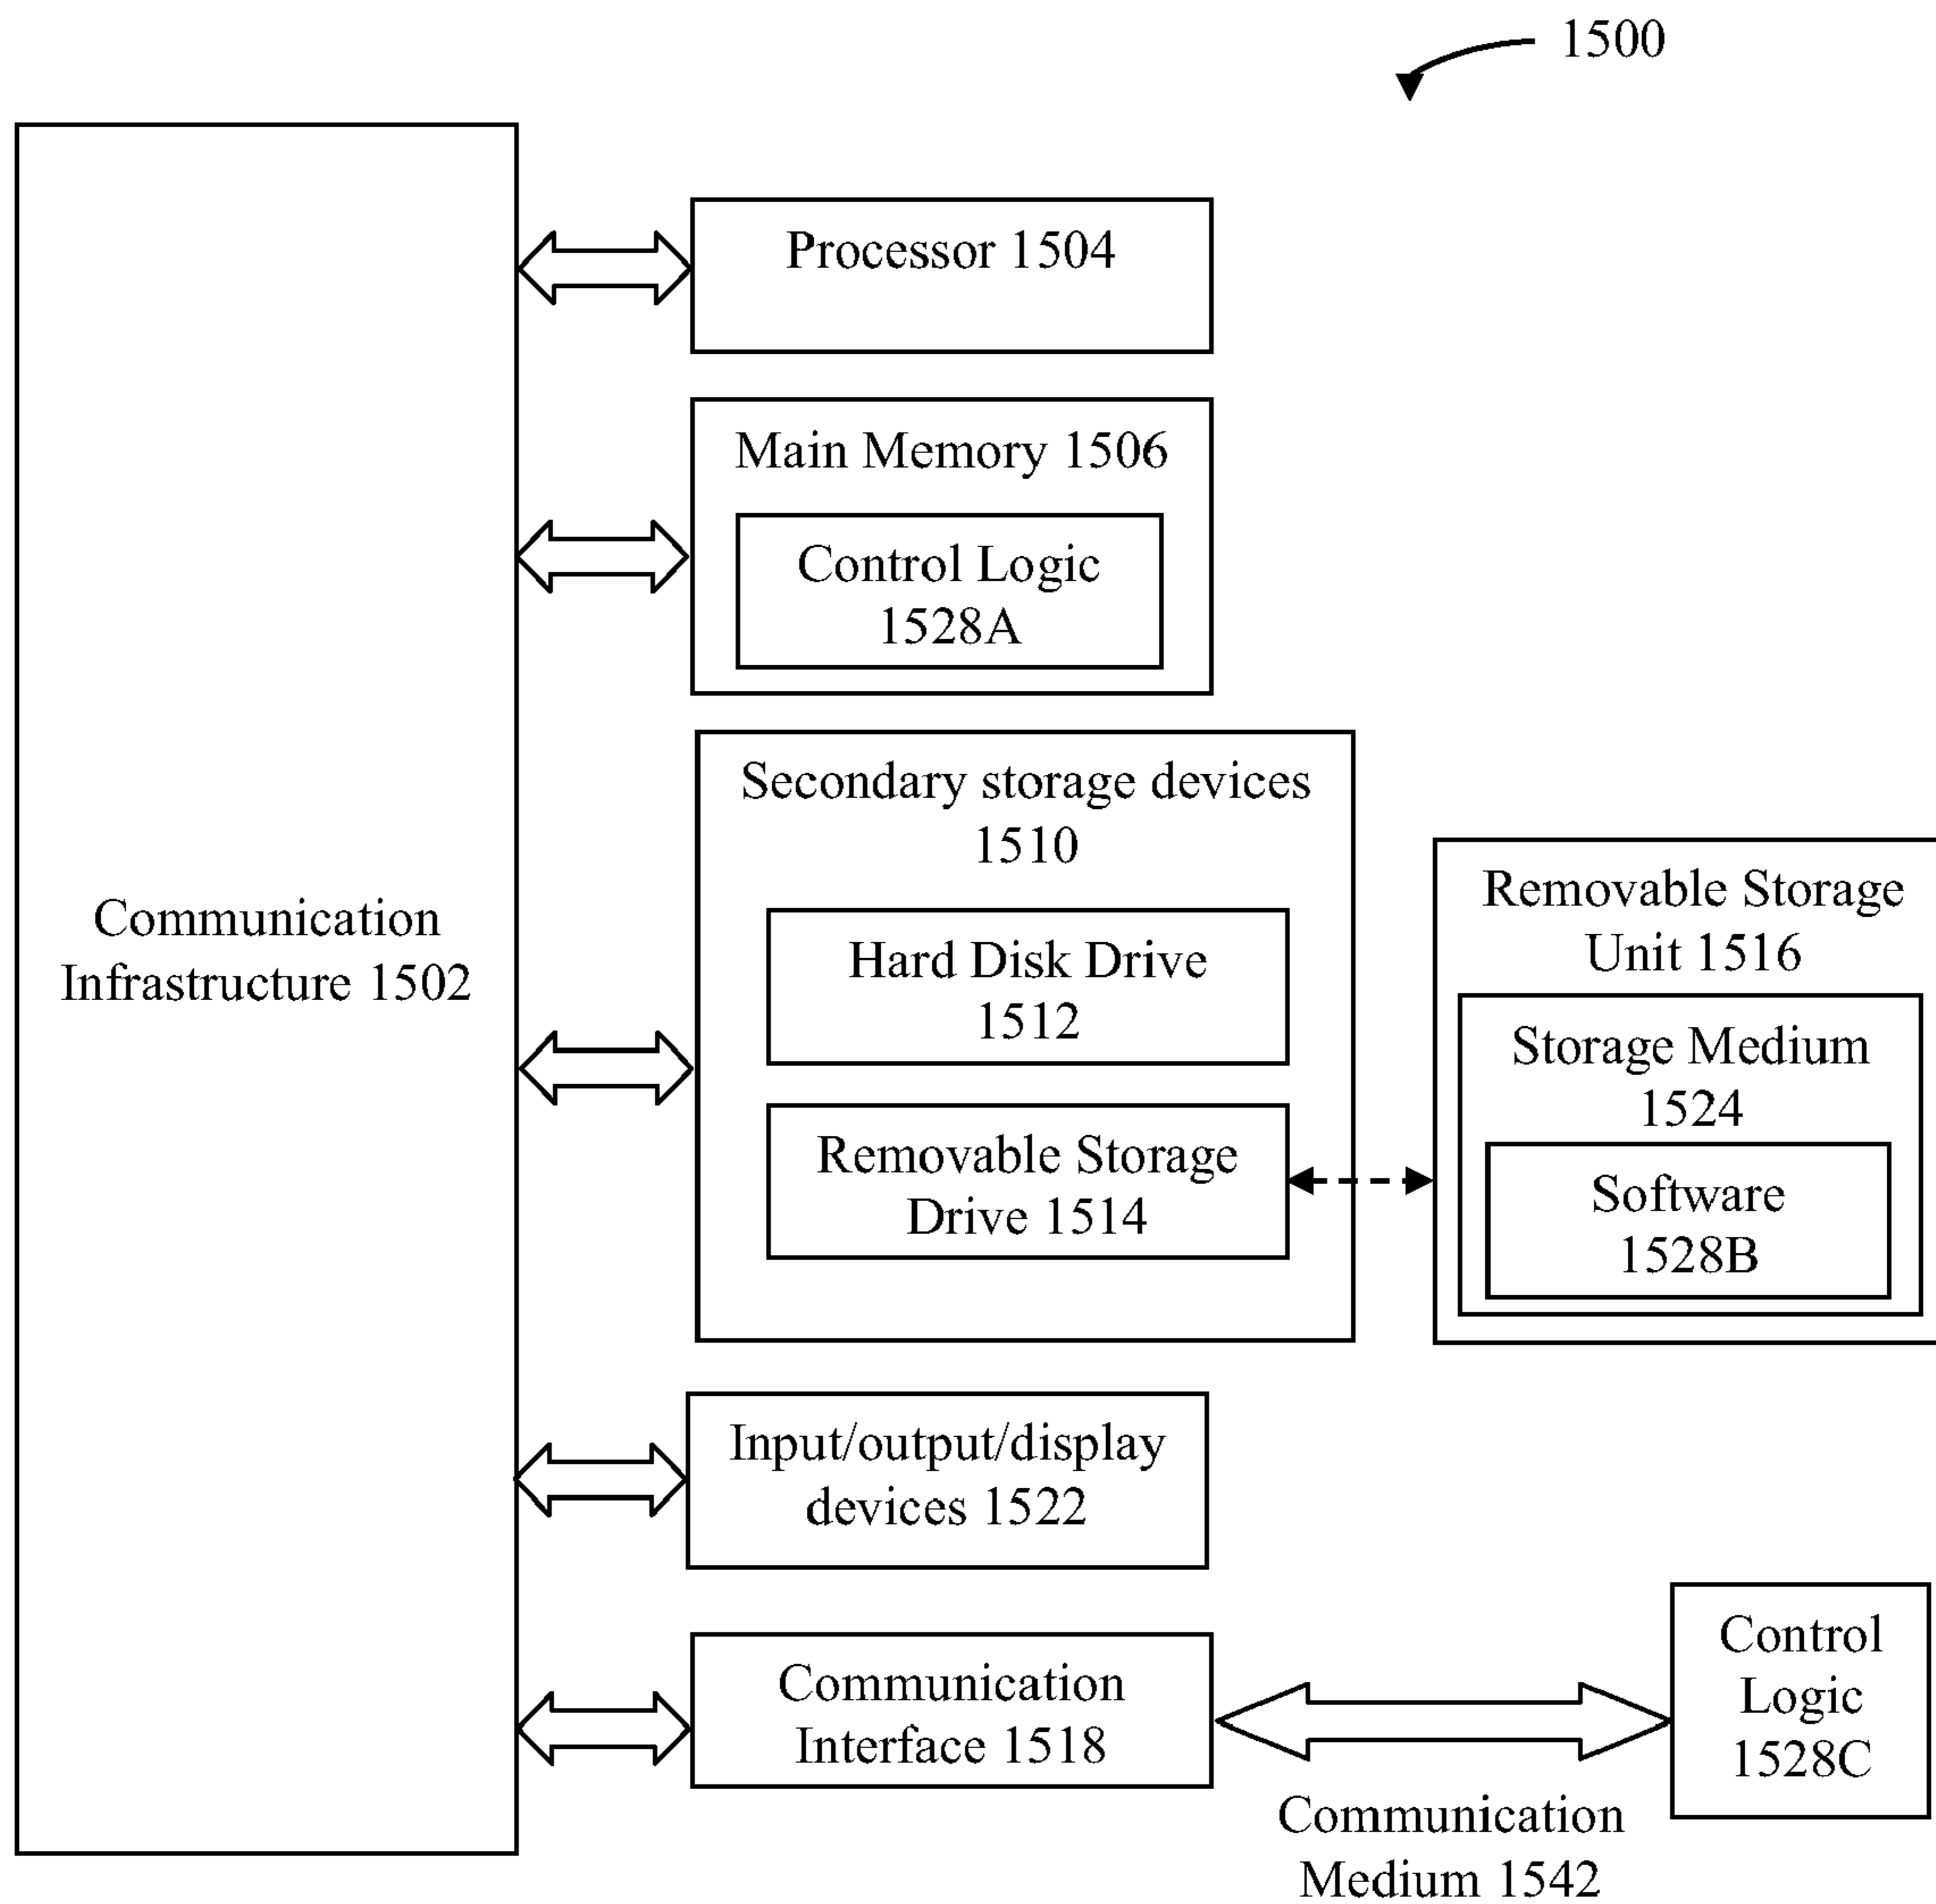 1500
Processor 1504
Main Memory 1506
Control Logic
1528A
Secondary storage devices
1510
Hard Disk Drive
1512
Removable Storage
Drive 1514
Removable Storage
Unit 1516
Storage Medium
1524
Software
1528B
Communication
Infrastructure 1502
Input/output/display
devices 1522
Communication
Interface 1518
Control
Logic
1528C
Communication
Medium 1542